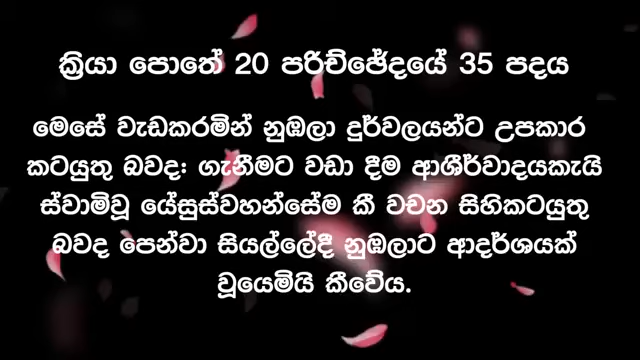 ක්‍රියා පොතේ 20 පරිච්ඡේදයේ 35 පදය
මෙසේ වැඩකරමින් නුඹලා දුර්වලයන්ට උපකාර
කටයුතු බවද: ගැනීමට වඩා දීම ආශීර්වාදයකැයි
ස්වාමිවූ යේසුස්වහන්සේම කී වචන සිහිකටයුතු
බවද පෙන්වා සියල්ලේදී නුඹලාට ආදර්ශයක්
වූයෙමියි කීවේය.